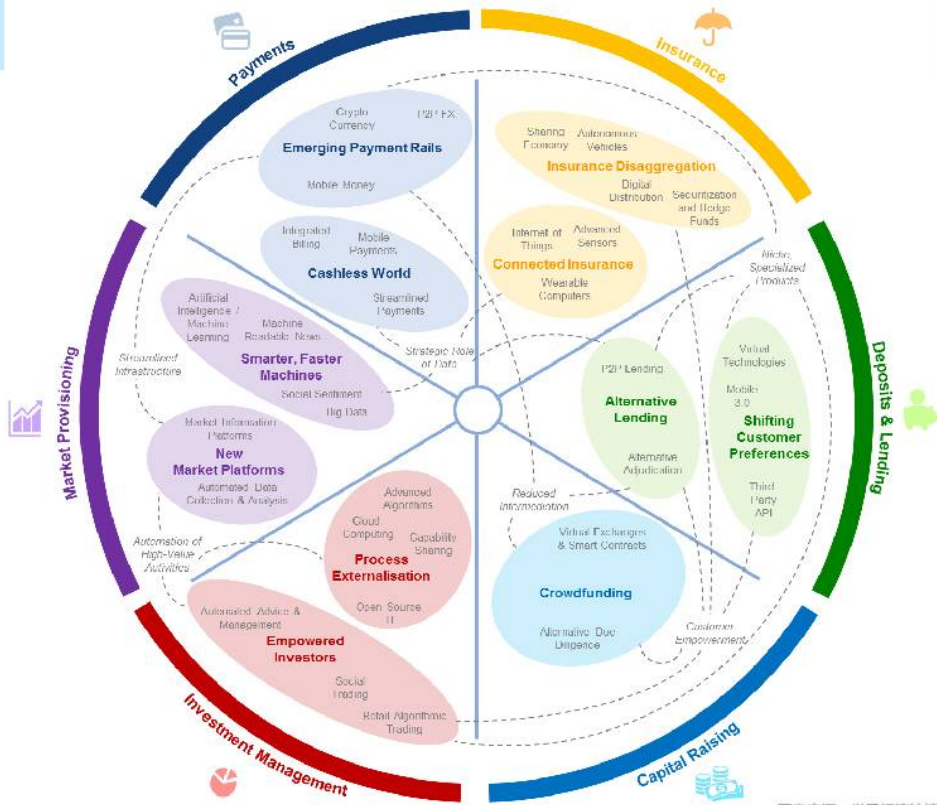 Payments
Insurance
Crypto
Currency
P2P FX
Emerging Payment Rails
Mobile Money
Sharing
Economy
Autonomous
Vehicles
Insurance Disaggregation
Digital
Distribution
Securitization
and Hedge
Funds
Integrated
Billing
Mobile
Payments
Cashless World
Streamlined
Payments
Internet of
Things
Advanced
Sensors
Connected Insurance
Wearable
Computers
Niche,
Specialized
Products
Market Provisioning
Artificial
Intelligence /
Machine
Learning
Machine
Readable News
Smarter, Faster
Machines
Social Sentiment
Big Data
Streamlined
Infrastructure
Strategic Role
of Data
P2P Lending
Alternative
Lending
Alternative
Adjudication
Virtual
Technologies
Mobile
3.0
Shifting
Customer
Preferences
Third
Party
API
Deposits & Lending
Market Information
Platforms
New
Market Platforms
Automated Data
Collection & Analysis
Automation of
High-Value
Activities
Advanced
Algorithms
Cloud
Computing
Capability
Sharing
Process
Externalisation
Open Source
IT
Reduced
Intermediation
Virtual Exchanges
& Smart Contracts
Crowdfunding
Alternative Due
Diligence
Customer
Empowerment
Automated Advice &
Management
Empowered
Investors
Social
Trading
Retail Algorithmic
Trading
Investment Management
Capital Raising